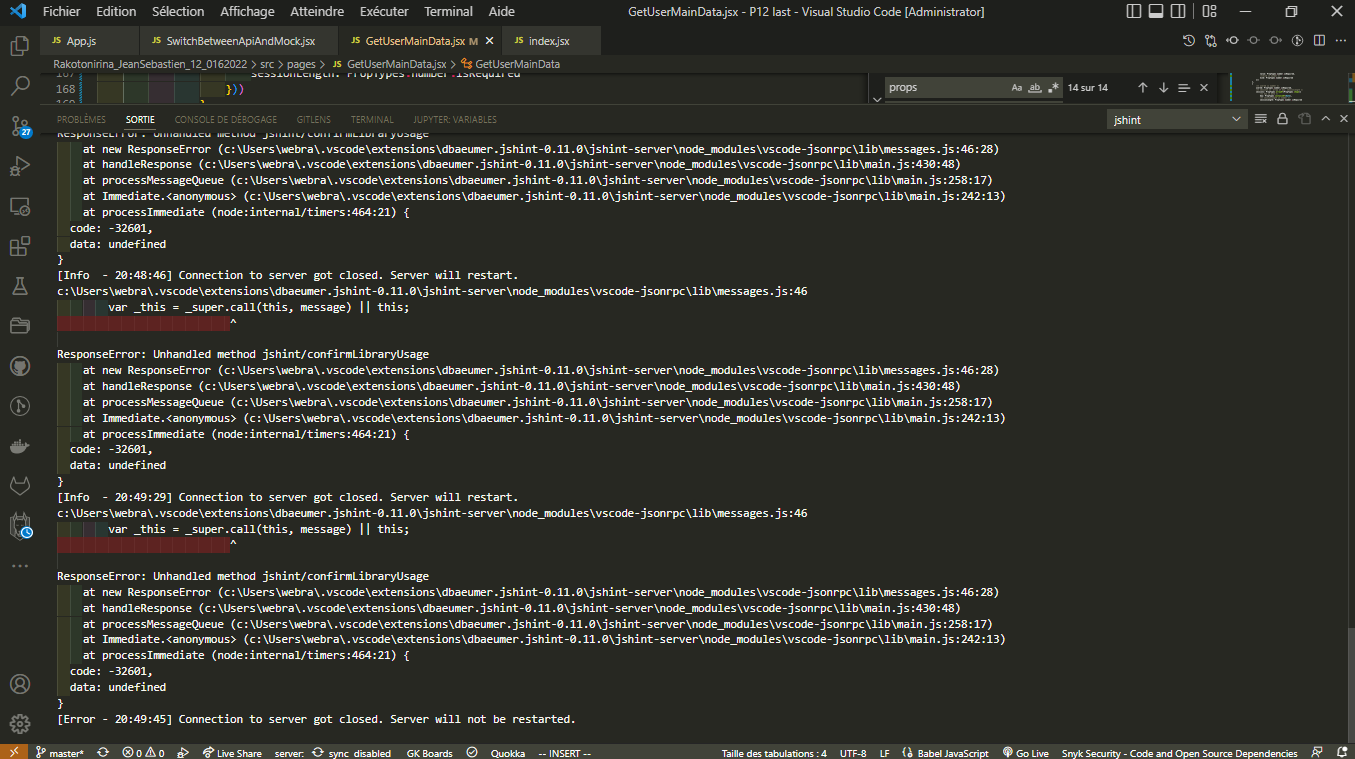 Fichier Edition Sélection Affichage Atteindre Exécuter Terminal Aide GetUserMainData.jsx - P12 last - Visual Studio Code [Administrator]
JS App.js JS SwitchBetweenApiAndMock.jsx JS GetUserMainData.jsx M JS index.jsx
Rakotonirina_JeanSebastien_12_0162022 > src > pages > JS GetUserMainData.jsx > GetUserMainData
167 sessionLength: PropTypes.number.isRequired
168 }))
169 }
props Aa ab .* 14 sur 14
PROBLÈMES SORTIE CONSOLE DE DÉBOGAGE GITLENS TERMINAL JUPYTER: VARIABLES jshint
27
ResponseError: Unhandled method jshint/confirmLibraryUsage
at new ResponseError (c:\Users\webra\.vscode\extensions\dbaeumer.jshint-0.11.0\jshint-server\node_modules\vscode-jsonrpc\lib\messages.js:46:28)
at handleResponse (c:\Users\webra\.vscode\extensions\dbaeumer.jshint-0.11.0\jshint-server\node_modules\vscode-jsonrpc\lib\main.js:430:48)
at processMessageQueue (c:\Users\webra\.vscode\extensions\dbaeumer.jshint-0.11.0\jshint-server\node_modules\vscode-jsonrpc\lib\main.js:258:17)
at Immediate.<anonymous> (c:\Users\webra\.vscode\extensions\dbaeumer.jshint-0.11.0\jshint-server\node_modules\vscode-jsonrpc\lib\main.js:242:13)
at processImmediate (node:internal/timers:464:21) {
code: -32601,
data: undefined
}
[Info  - 20:48:46] Connection to server got closed. Server will restart.
c:\Users\webra\.vscode\extensions\dbaeumer.jshint-0.11.0\jshint-server\node_modules\vscode-jsonrpc\lib\messages.js:46
var _this = _super.call(this, message) || this;
^
ResponseError: Unhandled method jshint/confirmLibraryUsage
at new ResponseError (c:\Users\webra\.vscode\extensions\dbaeumer.jshint-0.11.0\jshint-server\node_modules\vscode-jsonrpc\lib\messages.js:46:28)
at handleResponse (c:\Users\webra\.vscode\extensions\dbaeumer.jshint-0.11.0\jshint-server\node_modules\vscode-jsonrpc\lib\main.js:430:48)
at processMessageQueue (c:\Users\webra\.vscode\extensions\dbaeumer.jshint-0.11.0\jshint-server\node_modules\vscode-jsonrpc\lib\main.js:258:17)
at Immediate.<anonymous> (c:\Users\webra\.vscode\extensions\dbaeumer.jshint-0.11.0\jshint-server\node_modules\vscode-jsonrpc\lib\main.js:242:13)
at processImmediate (node:internal/timers:464:21) {
code: -32601,
data: undefined
}
[Info  - 20:49:29] Connection to server got closed. Server will restart.
c:\Users\webra\.vscode\extensions\dbaeumer.jshint-0.11.0\jshint-server\node_modules\vscode-jsonrpc\lib\messages.js:46
var _this = _super.call(this, message) || this;
^
ResponseError: Unhandled method jshint/confirmLibraryUsage
at new ResponseError (c:\Users\webra\.vscode\extensions\dbaeumer.jshint-0.11.0\jshint-server\node_modules\vscode-jsonrpc\lib\messages.js:46:28)
at handleResponse (c:\Users\webra\.vscode\extensions\dbaeumer.jshint-0.11.0\jshint-server\node_modules\vscode-jsonrpc\lib\main.js:430:48)
at processMessageQueue (c:\Users\webra\.vscode\extensions\dbaeumer.jshint-0.11.0\jshint-server\node_modules\vscode-jsonrpc\lib\main.js:258:17)
at Immediate.<anonymous> (c:\Users\webra\.vscode\extensions\dbaeumer.jshint-0.11.0\jshint-server\node_modules\vscode-jsonrpc\lib\main.js:242:13)
at processImmediate (node:internal/timers:464:21) {
code: -32601,
data: undefined
}
[Error - 20:49:45] Connection to server got closed. Server will not be restarted.
master* 0 0 Live Share server: sync disabled GK Boards Quokka -- INSERT -- Taille des tabulations : 4 UTF-8 LF Babel JavaScript Go Live Snyk Security - Code and Open Source Dependencies